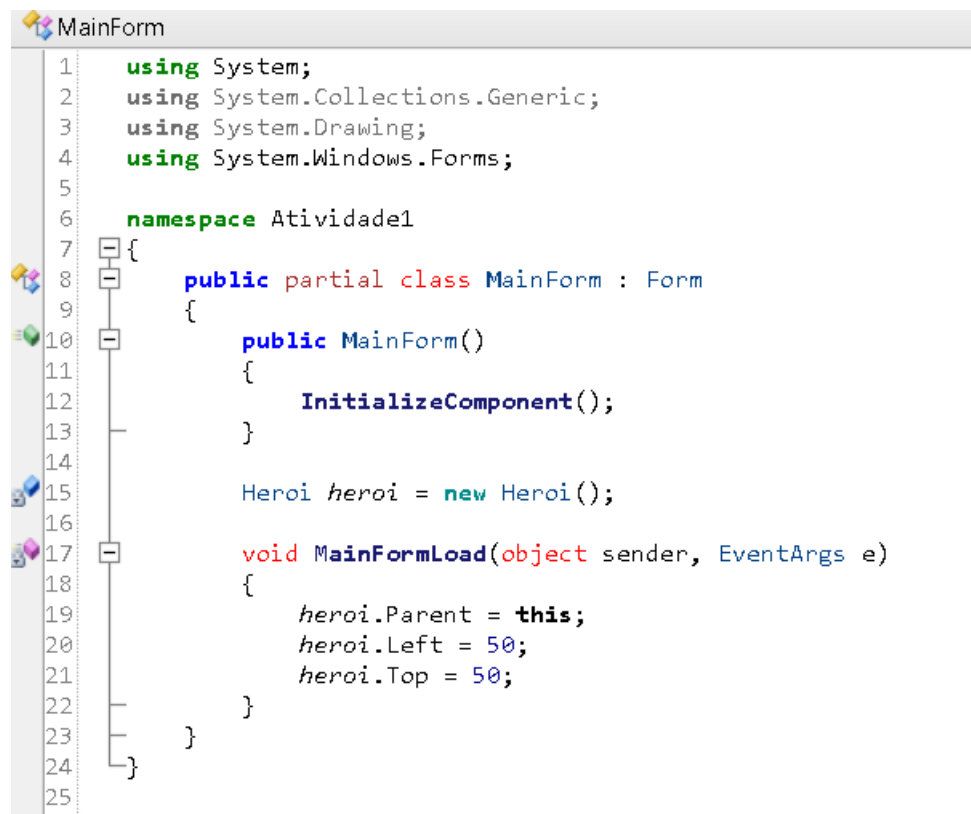 MainForm
1 using System;
2 using System.Collections.Generic;
3 using System.Drawing;
4 using System.Windows.Forms;
5
6 namespace Atividade1
7 {
8 public partial class MainForm : Form
9 {
10 public MainForm()
11 {
12 InitializeComponent();
13 }
14
15 Heroi heroi = new Heroi();
16
17 void MainFormLoad(object sender, EventArgs e)
18 {
19 heroi.Parent = this;
20 heroi.Left = 50;
21 heroi.Top = 50;
22 }
23 }
24 }
25